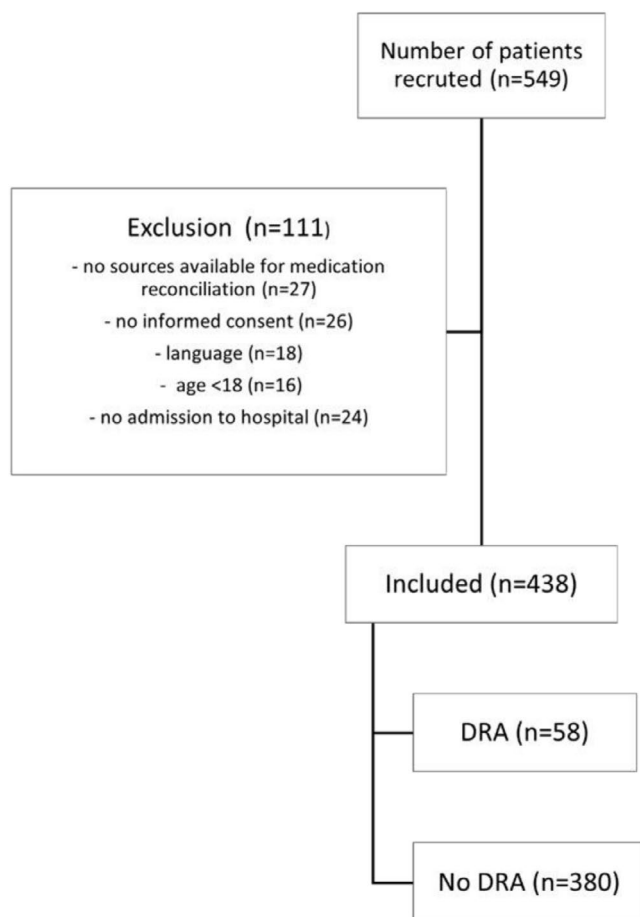 Number of patients
recruted (n=549)
Exclusion (n=111)
- no sources available for medication
reconciliation (n=27)
- no informed consent (n=26)
- language (n=18)
- age <18 (n=16)
- no admission to hospital (n=24)
Included (n=438)
DRA (n=58)
No DRA (n=380)